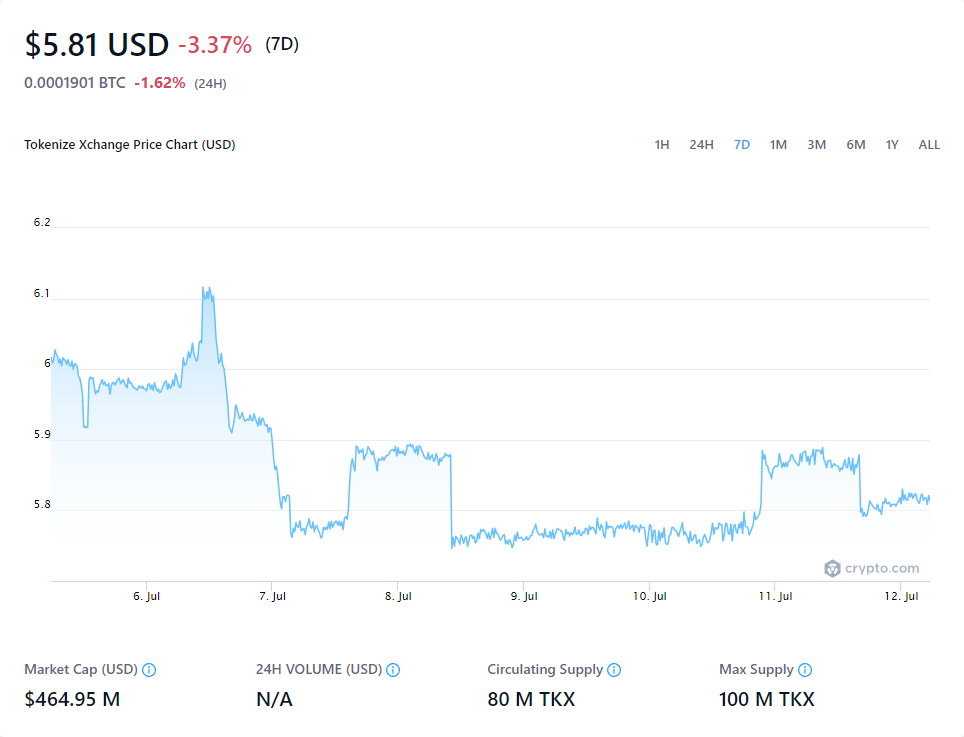 $5.81 USD -3.37% (7D)
0.0001901 BTC -1.62% (24H)
Tokenize Xchange Price Chart (USD) 1H 24H 7D 1M 3M 6M 1Y ALL
6.2
6.1
6
5.9
5.8
crypto.com
6. Jul 7. Jul 8. Jul 9. Jul 10. Jul 11. Jul 12. Jul
Market Cap (USD) 24H VOLUME (USD) Circulating Supply Max Supply
$464.95 M N/A 80 M TKX 100 M TKX